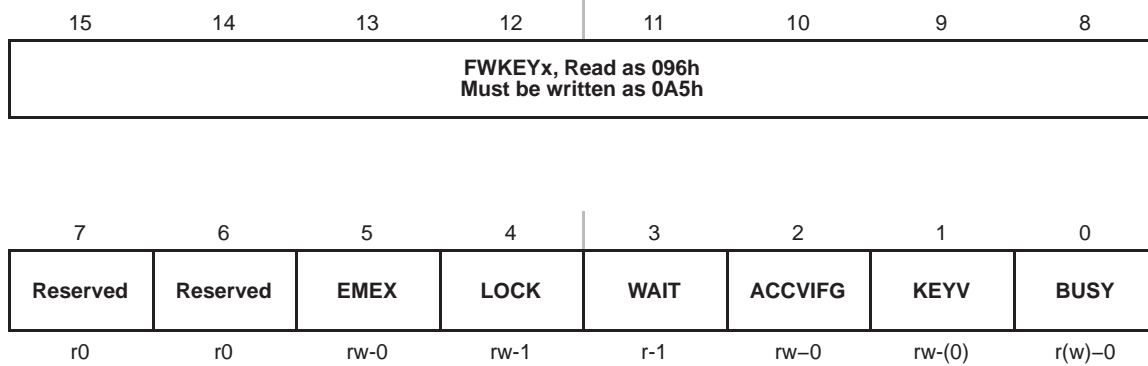 15 14 13 12 11 10 9 8
FWKEYx, Read as 096h
Must be written as 0A5h
7 6 5 4 3 2 1 0
Reserved Reserved EMEX LOCK WAIT ACCVIFG KEYV BUSY
r0 r0 rw-0 rw-1 r-1 rw−0 rw-(0) r(w)−0